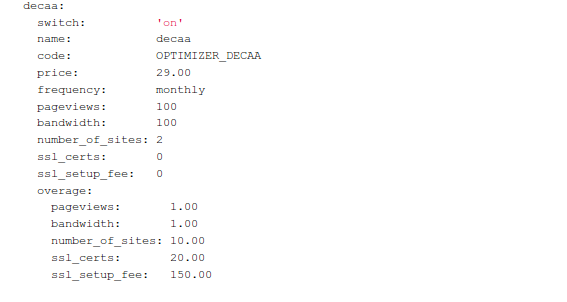 decaa:
switch: 'on'
name: decaa
code: OPTIMIZER_DECAA
price: 29.00
frequency: monthly
pageviews: 100
bandwidth: 100
number_of_sites: 2
ssl_certs: 0
ssl_setup_fee: 0
overage:
pageviews: 1.00
bandwidth: 1.00
number_of_sites: 10.00
ssl_certs: 20.00
ssl_setup_fee: 150.00